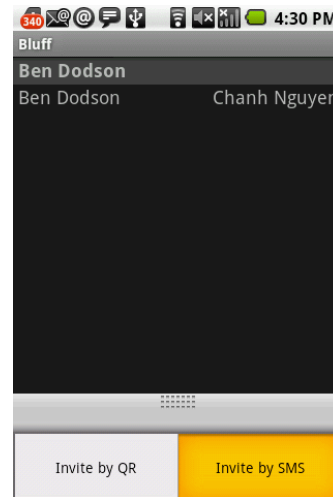 340 4:30 PM
Bluff
Ben Dodson
Ben Dodson Chanh Nguyen
Invite by QR Invite by SMS